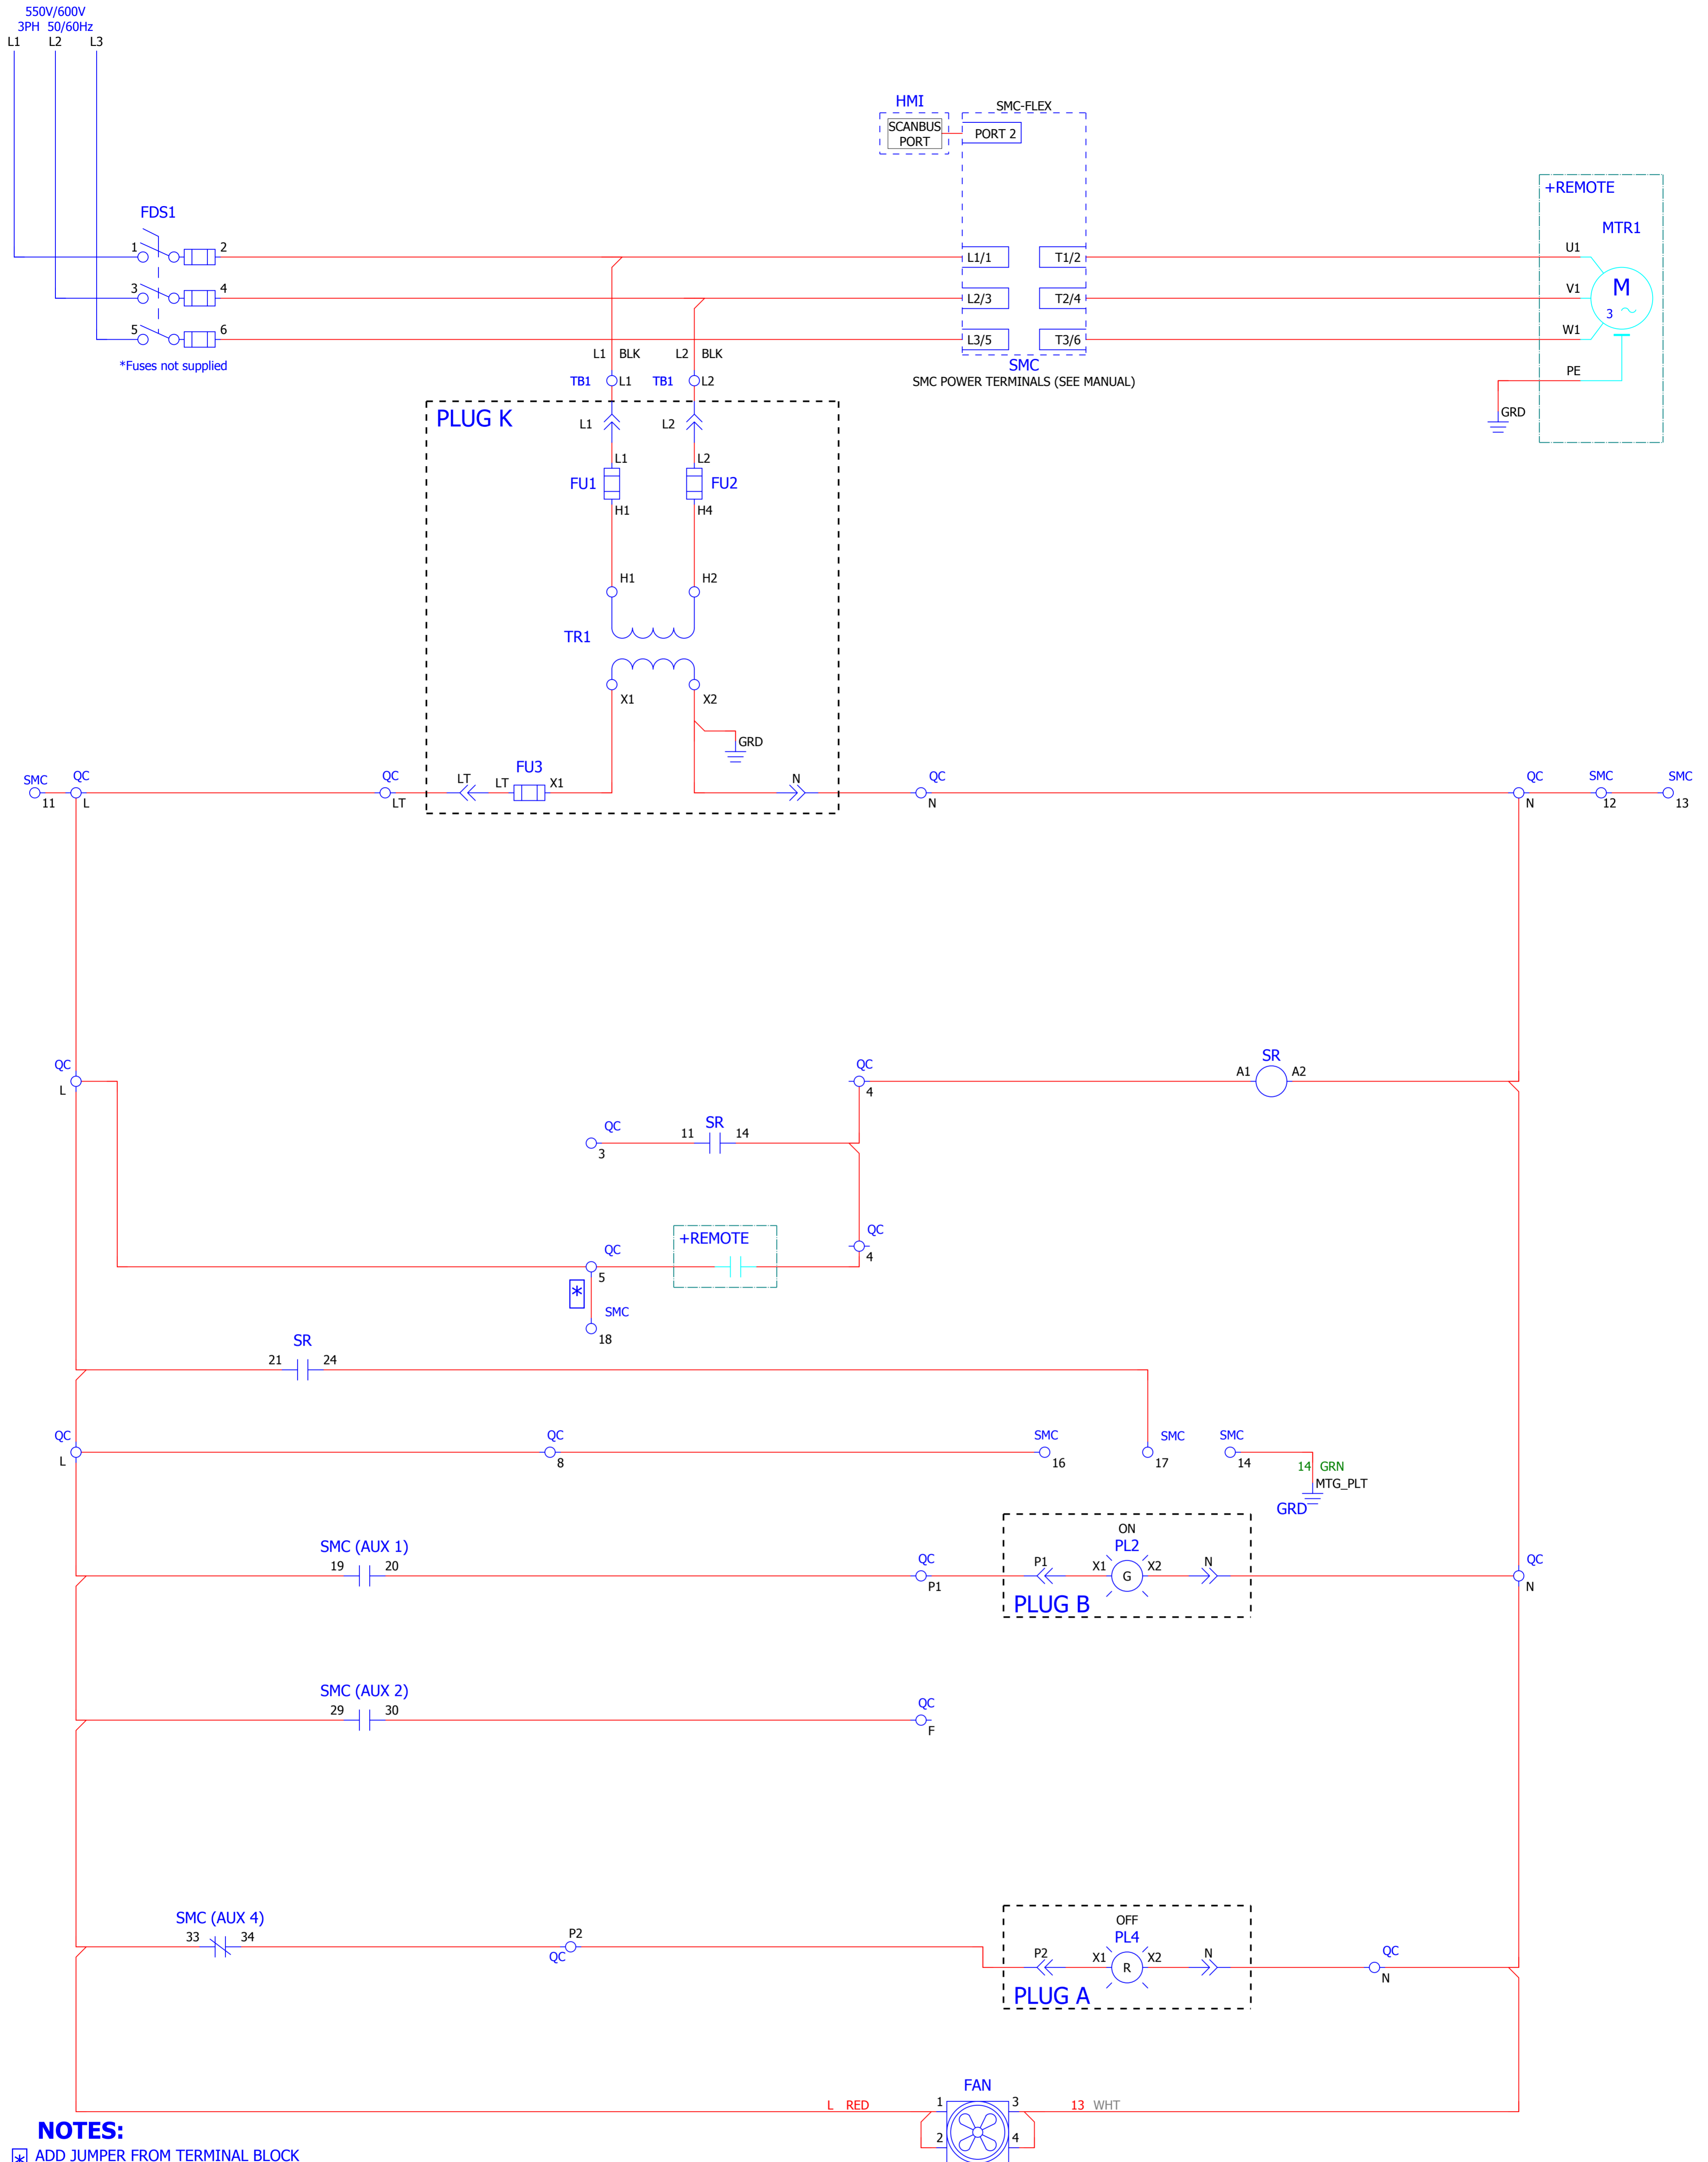 550V/600V
3PH 50/60Hz
L1 L2 L3
HMI
SCANBUS
PORT
SMC-FLEX
PORT 2
+REMOTE
MTR1
FDS1
1 2
L1/1 T1/2
U1
3 4
L2/3 T2/4
V1
M
3
5 6
L3/5 T3/6
W1
*Fuses not supplied
SMC
SMC POWER TERMINALS (SEE MANUAL)
PE
GRD
L1 BLK L2 BLK
TB1 L1 TB1 L2
PLUG K
L1 L2
L1 L2
FU1 FU2
H1 H4
H1 H2
TR1
X1 X2
GRD
SMC QC QC
LT LT FU3 X1
N
QC QC SMC SMC
11 L LT N N 12 13
QC QC
A1 SR A2
L 4
QC
11 SR 14
3
+REMOTE
QC
4
QC
5
*
SMC
18
SR
21 24
QC QC SMC SMC SMC
L 8 16 17 14
14 GRN
MTG_PLT
GRD
SMC (AUX 1)
19 20
QC
P1
ON
PL2
P1 X1 G X2 N
PLUG B
QC
N
SMC (AUX 2)
29 30
QC
F
SMC (AUX 4)
33 34
P2
QC
OFF
PL4
P2 X1 R X2 N
PLUG A
QC
N
FAN
L RED 1 3 13 WHT
2 4
NOTES:
* ADD JUMPER FROM TERMINAL BLOCK